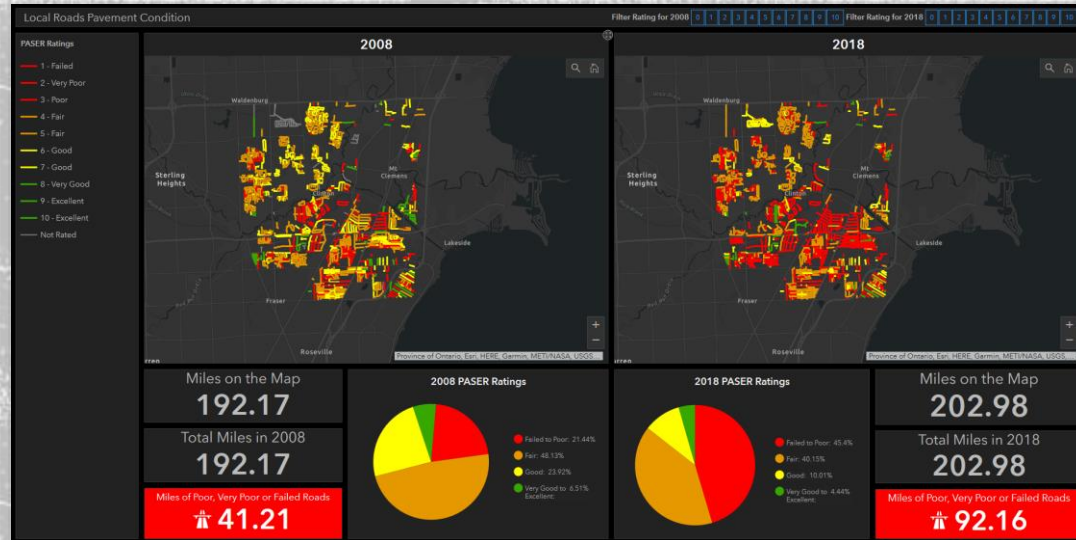 Local Roads Pavement Condition
Filter Rating for 2008 0 1 2 3 4 5 6 7 8 9 10 Filter Rating for 2018 0 1 2 3 4 5 6 7 8 9 10
PASER Ratings
1 - Failed
2 - Very Poor
3 - Poor
4 - Fair
5 - Fair
6 - Good
7 - Good
8 - Very Good
9 - Excellent
10 - Excellent
Not Rated
2008
Waldenburg
Sterling
Heights
Mt
Clemens
Clinton
Lakeside
Fraser
Roseville
+
−
Province of Ontario, Esri, HERE, Garmin, METI/NASA, USGS...
2018
Waldenburg
Sterling
Heights
Mt
Clemens
Clinton
Lakeside
Fraser
Roseville
+
−
Province of Ontario, Esri, HERE, Garmin, METI/NASA, USGS...
Miles on the Map
192.17
Total Miles in 2008
192.17
Miles of Poor, Very Poor or Failed Roads
41.21
2008 PASER Ratings
Failed to Poor: 21.44%
Fair: 48.13%
Good: 23.92%
Very Good to 6.51%
Excellent:
2018 PASER Ratings
Failed to Poor: 45.4%
Fair: 40.15%
Good: 10.01%
Very Good to 4.44%
Excellent:
Miles on the Map
202.98
Total Miles in 2018
202.98
Miles of Poor, Very Poor or Failed Roads
92.16